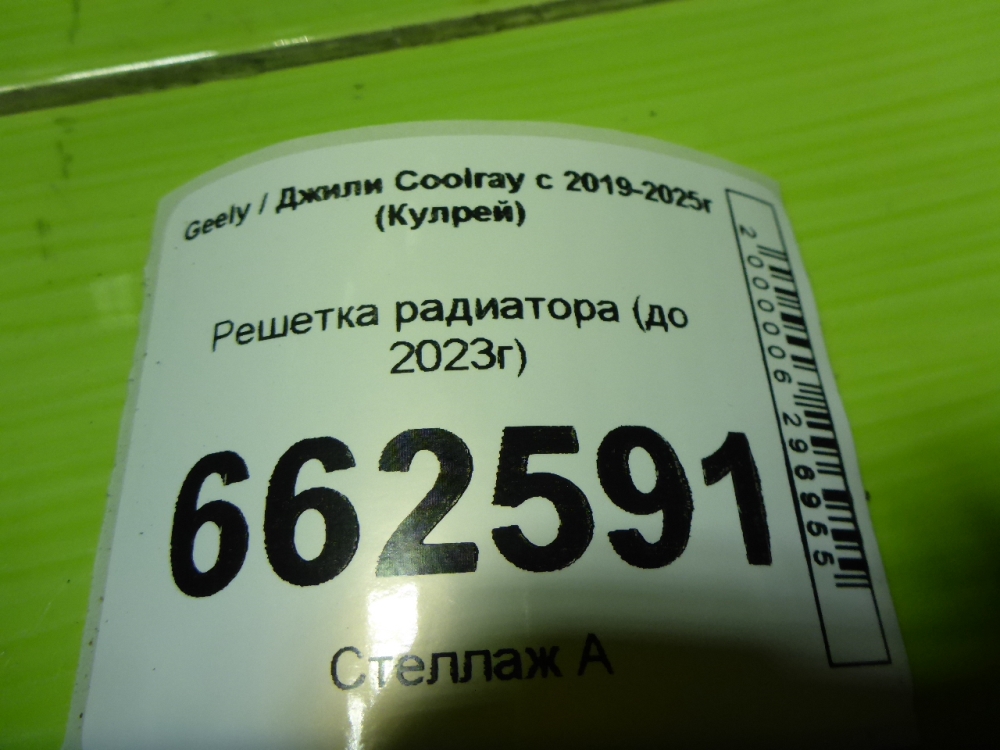 Geely / Джили Coolray с 2019-2025г
(Кулрей)
Решетка радиатора (до
2023г)
662591
Стеллаж А
2000006296955